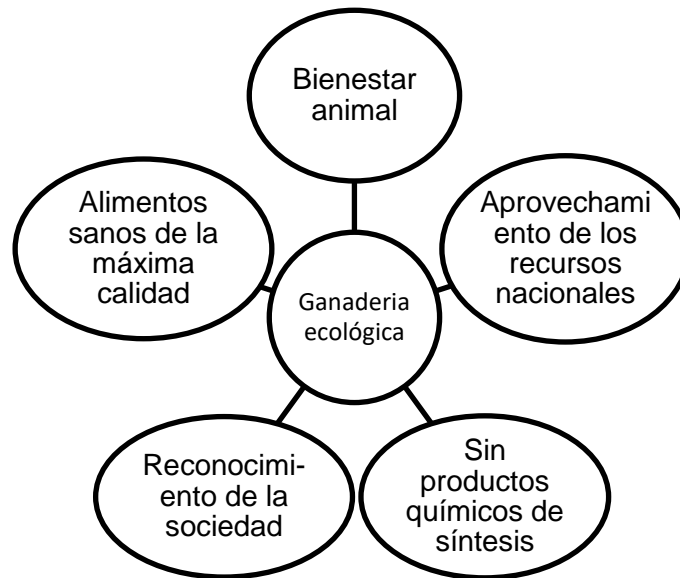 Bienestar
animal
Alimentos
sanos de la
máxima
calidad
Aprovechami
ento de los
recursos
nacionales
Ganaderia
ecológica
Reconocimi-
ento de la
sociedad
Sin
productos
químicos de
síntesis